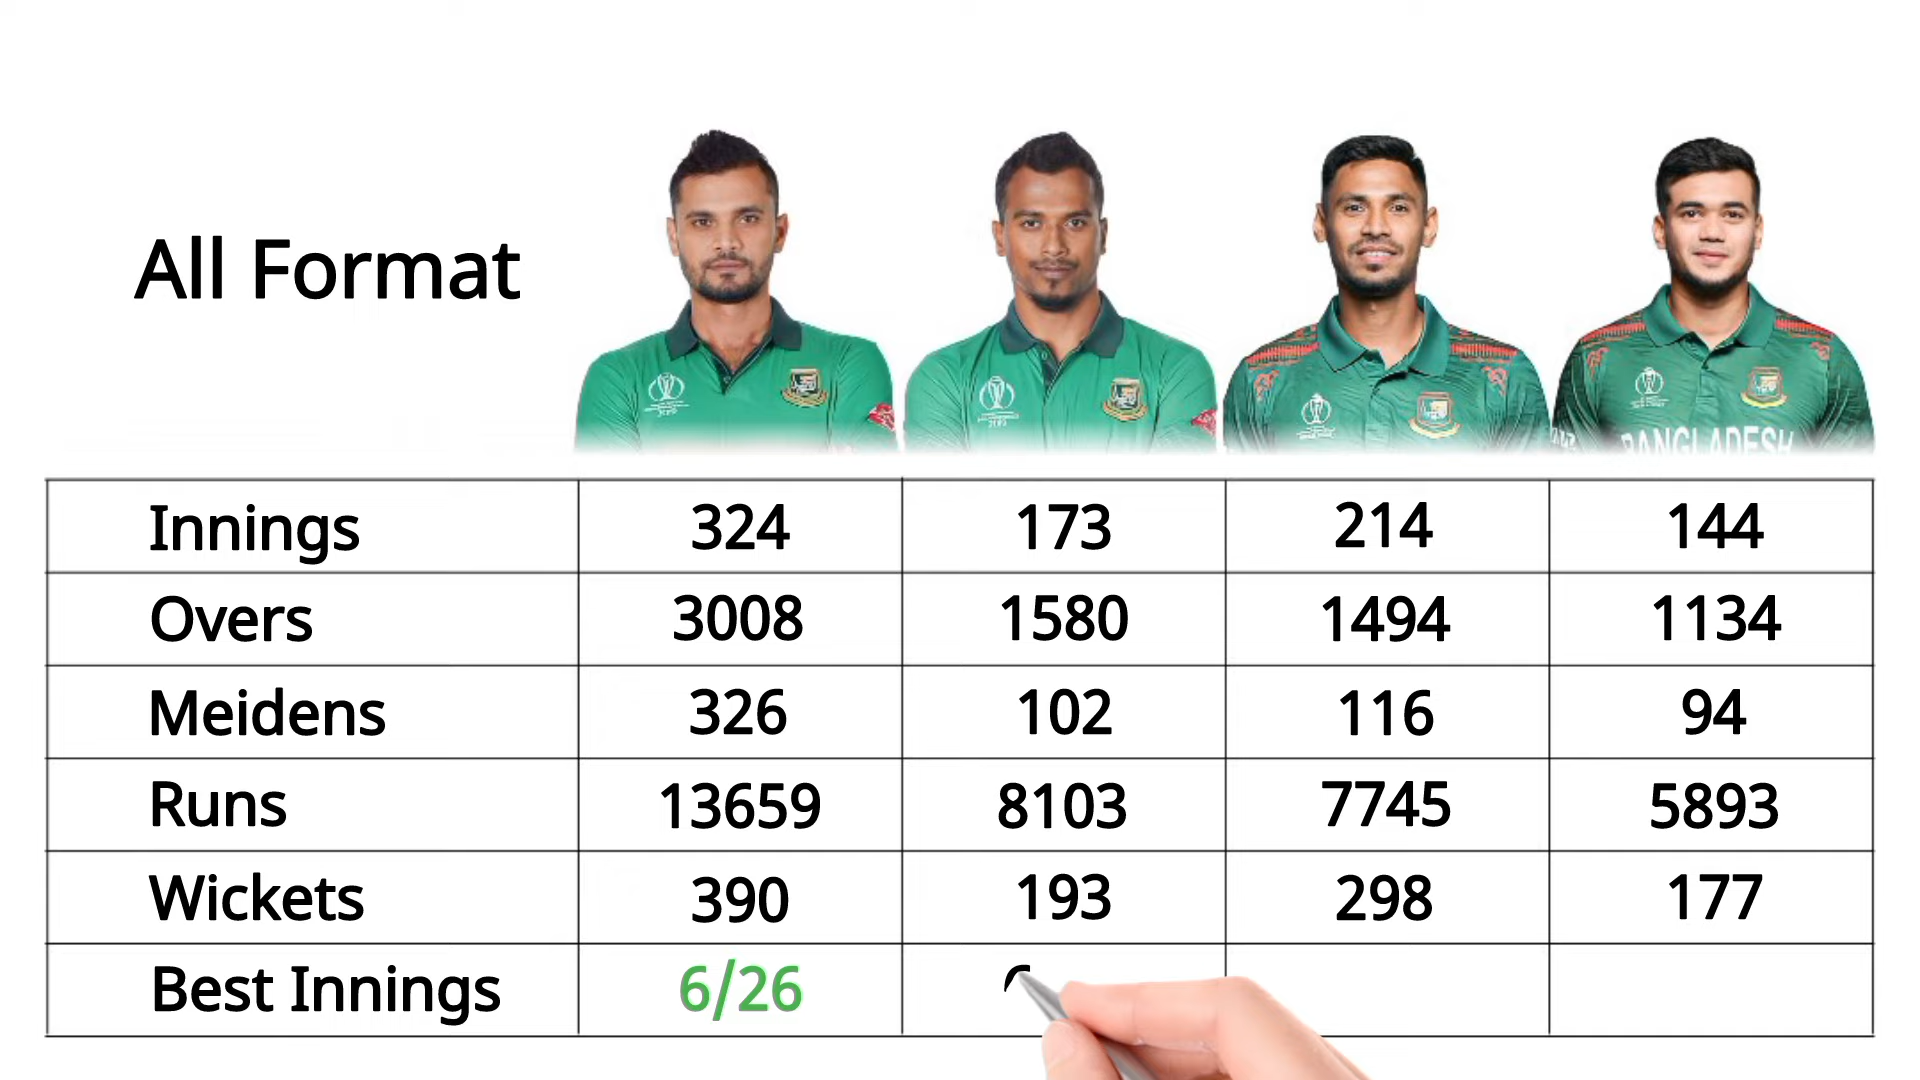 All Format
BANGLADESH
Innings 324 173 214 144
Overs 3008 1580 1494 1134
Meidens 326 102 116 94
Runs 13659 8103 7745 5893
Wickets 390 193 298 177
Best Innings 6/26